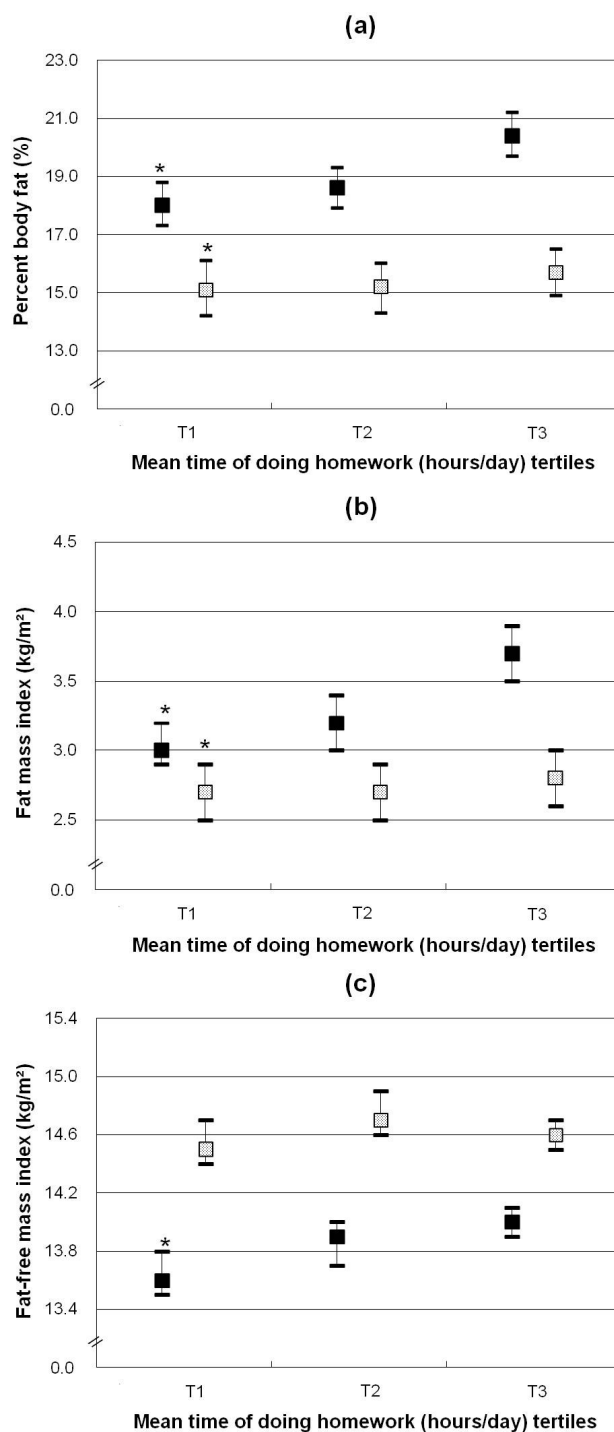 (a)
Percent body fat (%)
23.0
21.0
19.0
17.0
15.0
13.0
0.0
*
*
T1
T2
T3
Mean time of doing homework (hours/day) tertiles
(b)
Fat mass index (kg/m²)
4.5
4.0
3.5
3.0
2.5
0.0
*
*
T1
T2
T3
Mean time of doing homework (hours/day) tertiles
(c)
Fat-free mass index (kg/m²)
15.4
15.0
14.6
14.2
13.8
13.4
0.0
*
T1
T2
T3
Mean time of doing homework (hours/day) tertiles